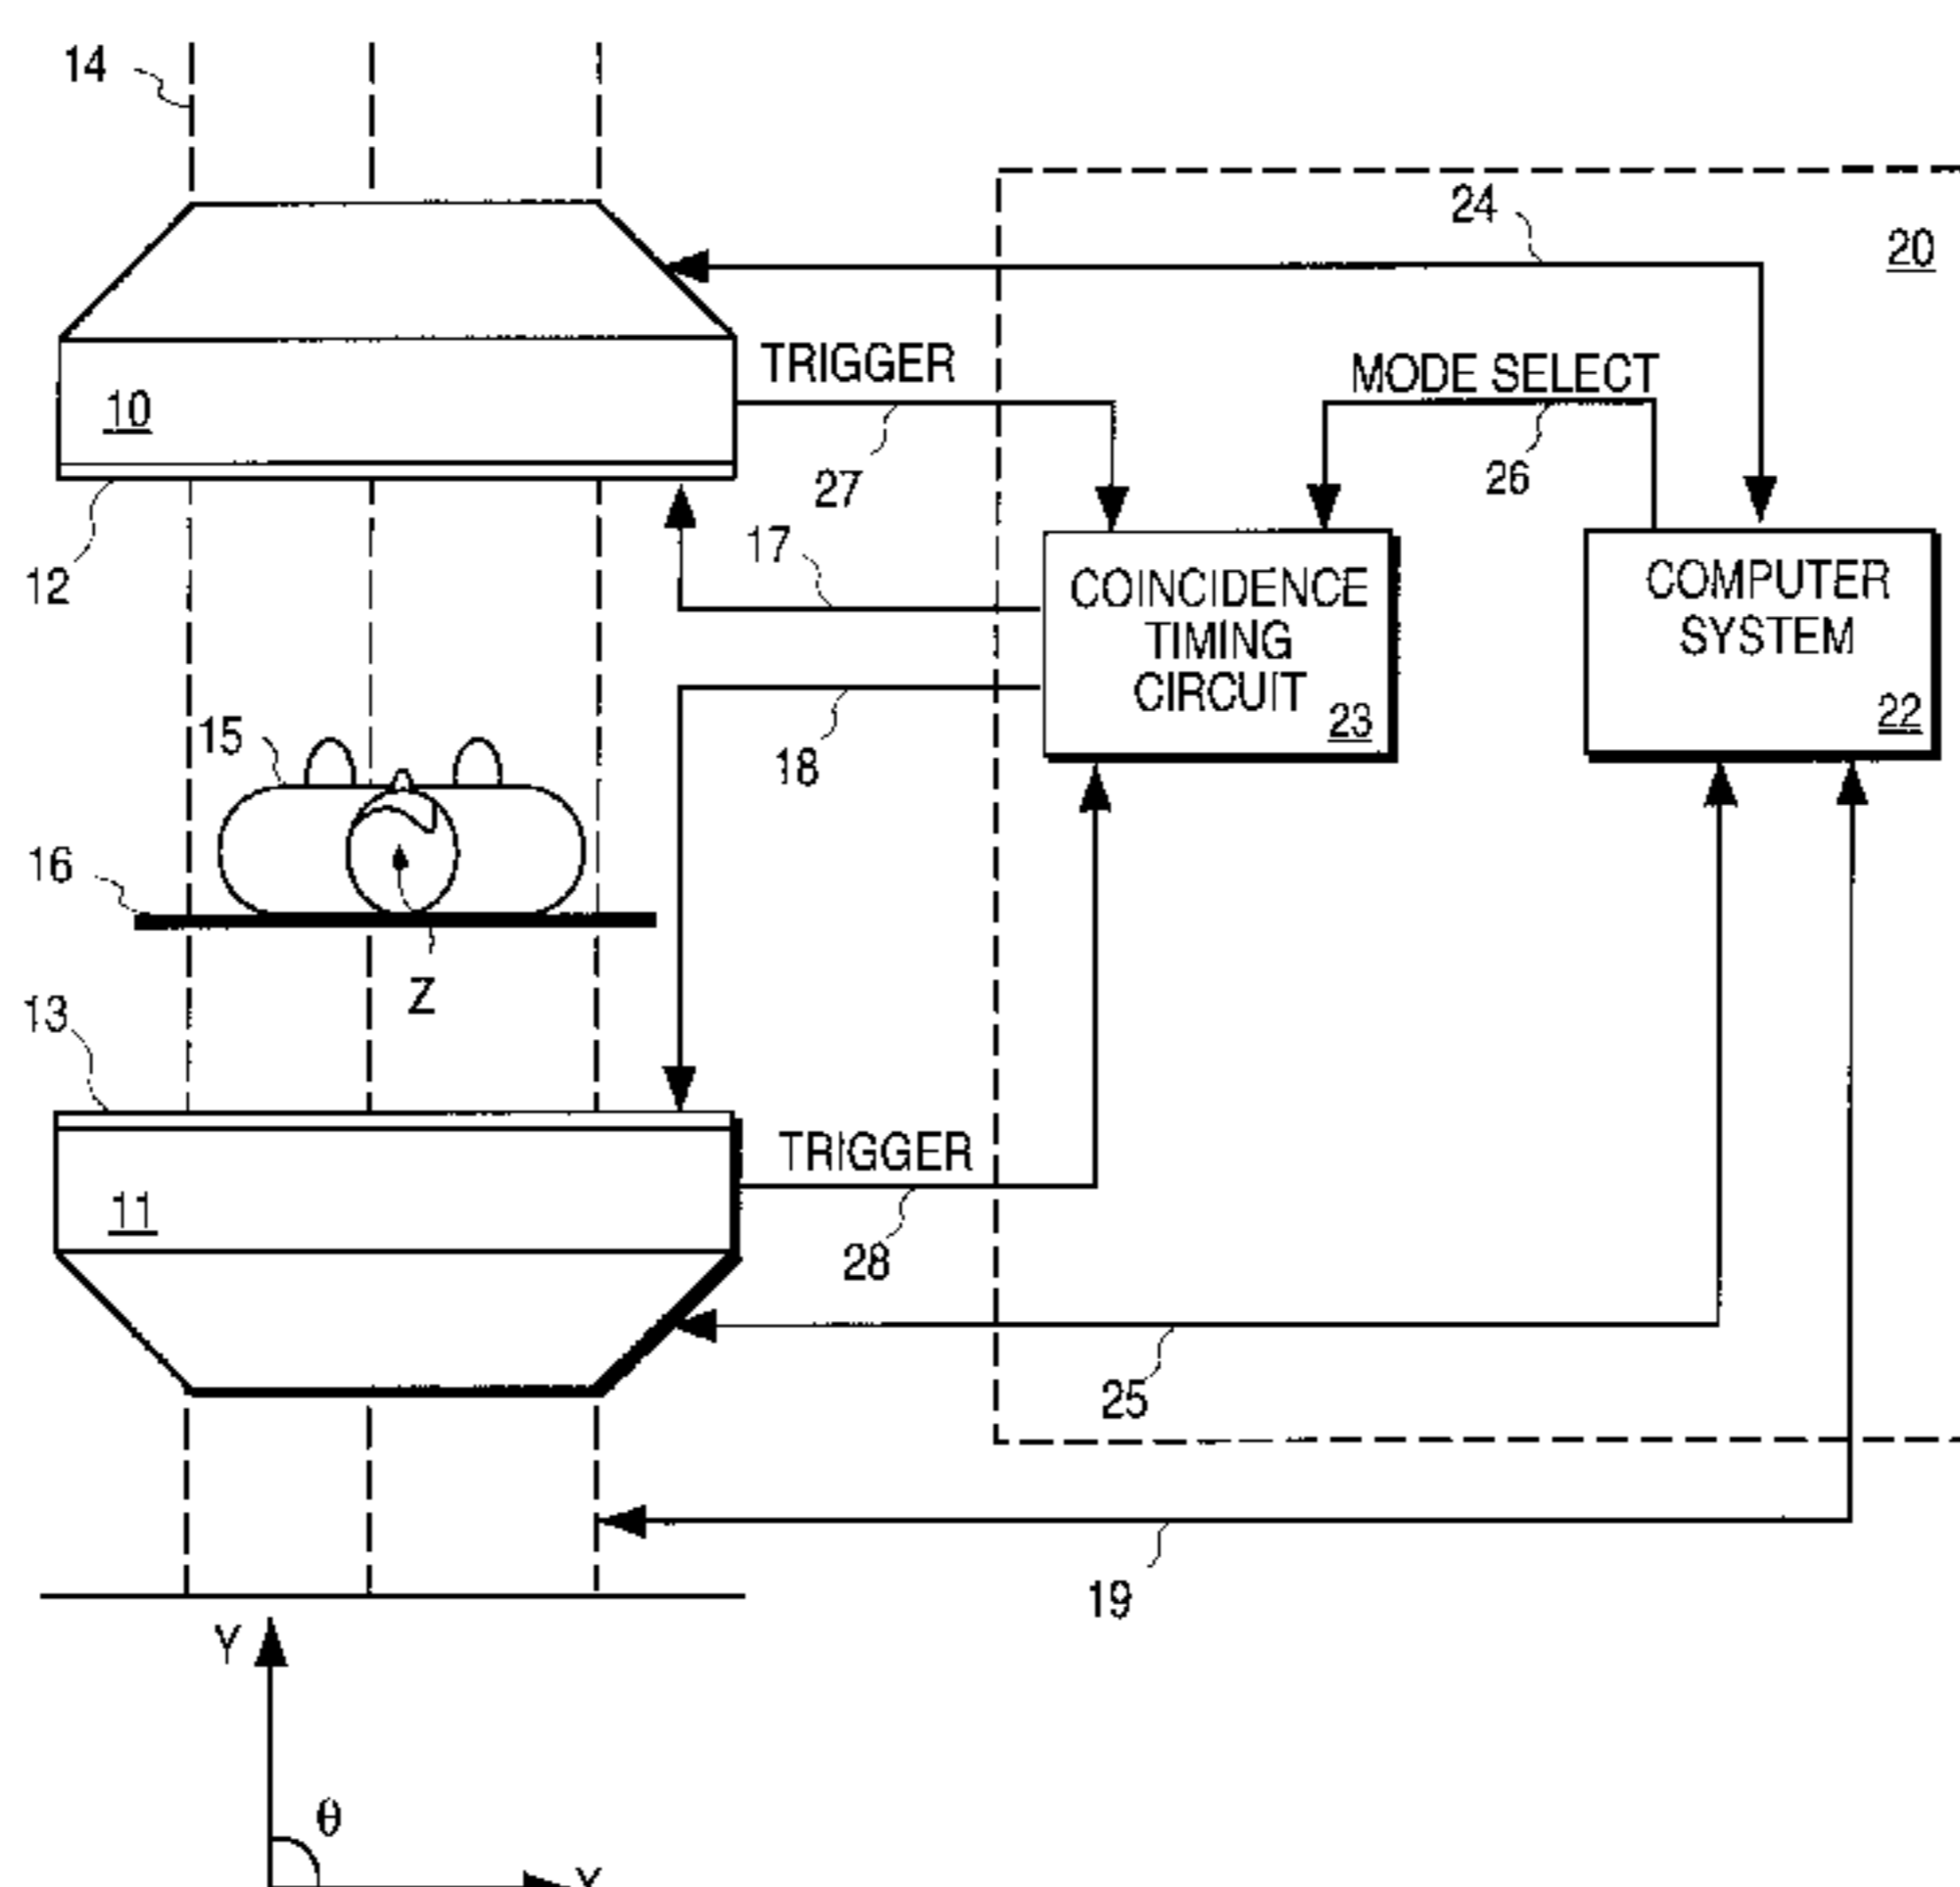 14
24
20
TRIGGER
MODE SELECT
10
27
26
17
12
COINCIDENCE
TIMING
CIRCUIT
23
COMPUTER
SYSTEM
22
15
18
16
Z
13
TRIGGER
11
28
25
19
Y
θ
X